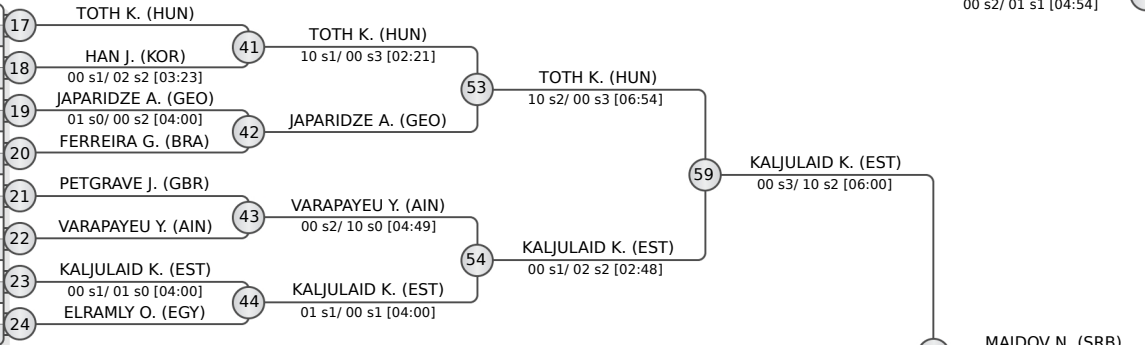 00 s2/ 01 s1 [04:54]
17
TOTH K. (HUN)
18
HAN J. (KOR)
00 s1/ 02 s2 [03:23]
41
TOTH K. (HUN)
10 s1/ 00 s3 [02:21]
19
JAPARIDZE A. (GEO)
01 s0/ 00 s2 [04:00]
20
FERREIRA G. (BRA)
42
JAPARIDZE A. (GEO)
53
TOTH K. (HUN)
10 s2/ 00 s3 [06:54]
21
PETGRAVE J. (GBR)
22
VARAPAYEU Y. (AIN)
43
VARAPAYEU Y. (AIN)
00 s2/ 10 s0 [04:49]
23
KALJULAID K. (EST)
00 s1/ 01 s0 [04:00]
24
ELRAMLY O. (EGY)
44
KALJULAID K. (EST)
01 s1/ 00 s1 [04:00]
54
KALJULAID K. (EST)
00 s1/ 02 s2 [02:48]
59
KALJULAID K. (EST)
00 s3/ 10 s2 [06:00]
MAJDOV N. (SRB)